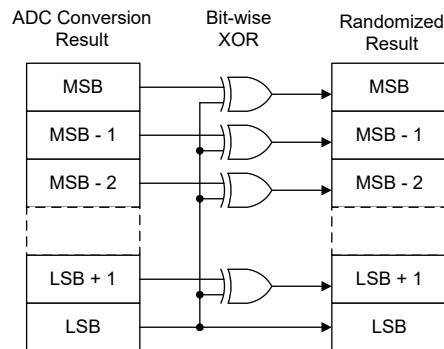 ADC Conversion
Result
Bit-wise
XOR
Randomized
Result
MSB
MSB
MSB - 1
MSB - 1
MSB - 2
MSB - 2
LSB + 1
LSB + 1
LSB
LSB